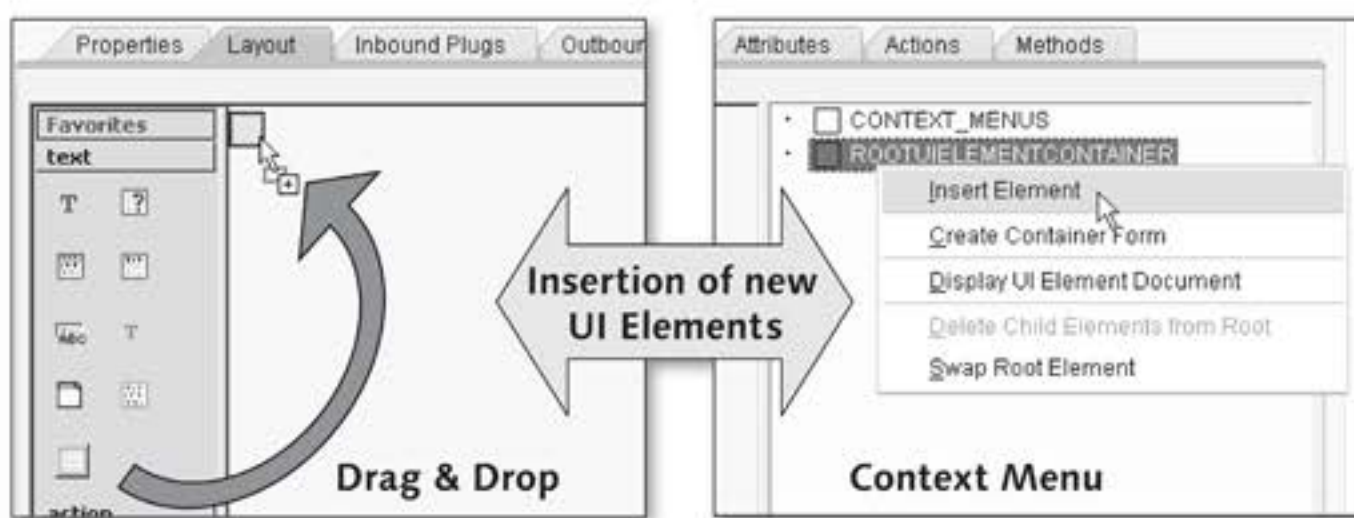 Properties Layout Inbound Plugs Outboun
Favorites
text
T ?
ABC T
action
Drag & Drop
Insertion of new
UI Elements
Attributes Actions Methods
CONTEXT_MENUS
ROOTUIELEMENTCONTAINER
Insert Element
Create Container Form
Display UI Element Document
Delete Child Elements from Root
Swap Root Element
Context Menu